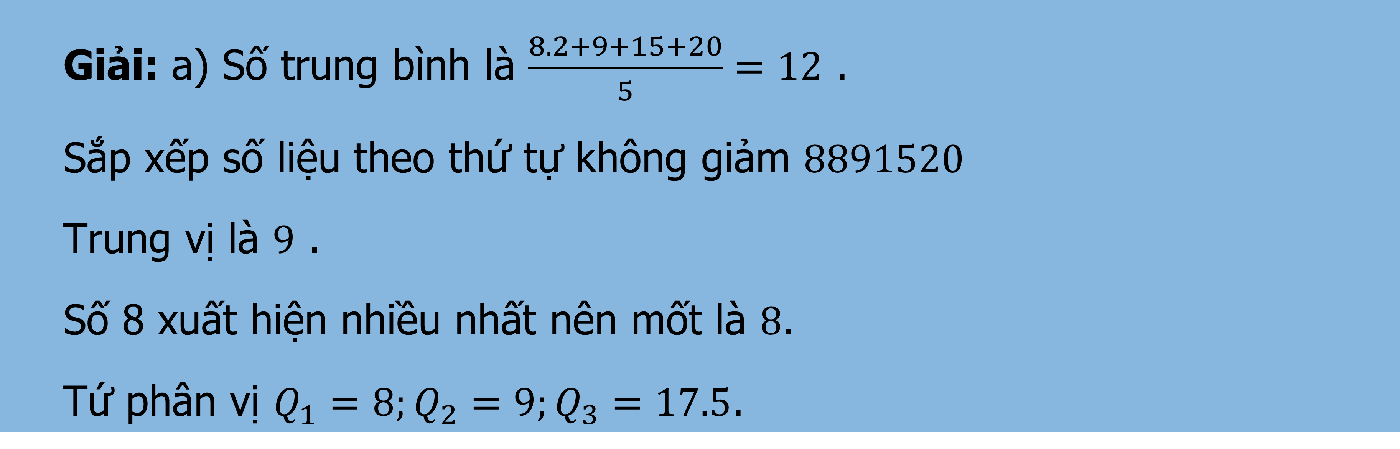 Giải: a) Số trung bình là \frac{8.2+9+15+20}{5} = 12 .
Sắp xếp số liệu theo thứ tự không giảm 8891520
Trung vị là 9 .
Số 8 xuất hiện nhiều nhất nên mốt là 8.
Tứ phân vị Q₁ = 8; Q₂ = 9; Q₃ = 17.5.